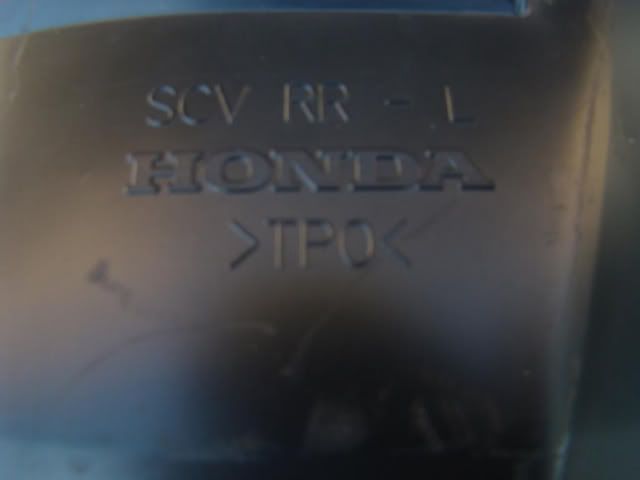 SCV RR - L
HONDA
>TPO<